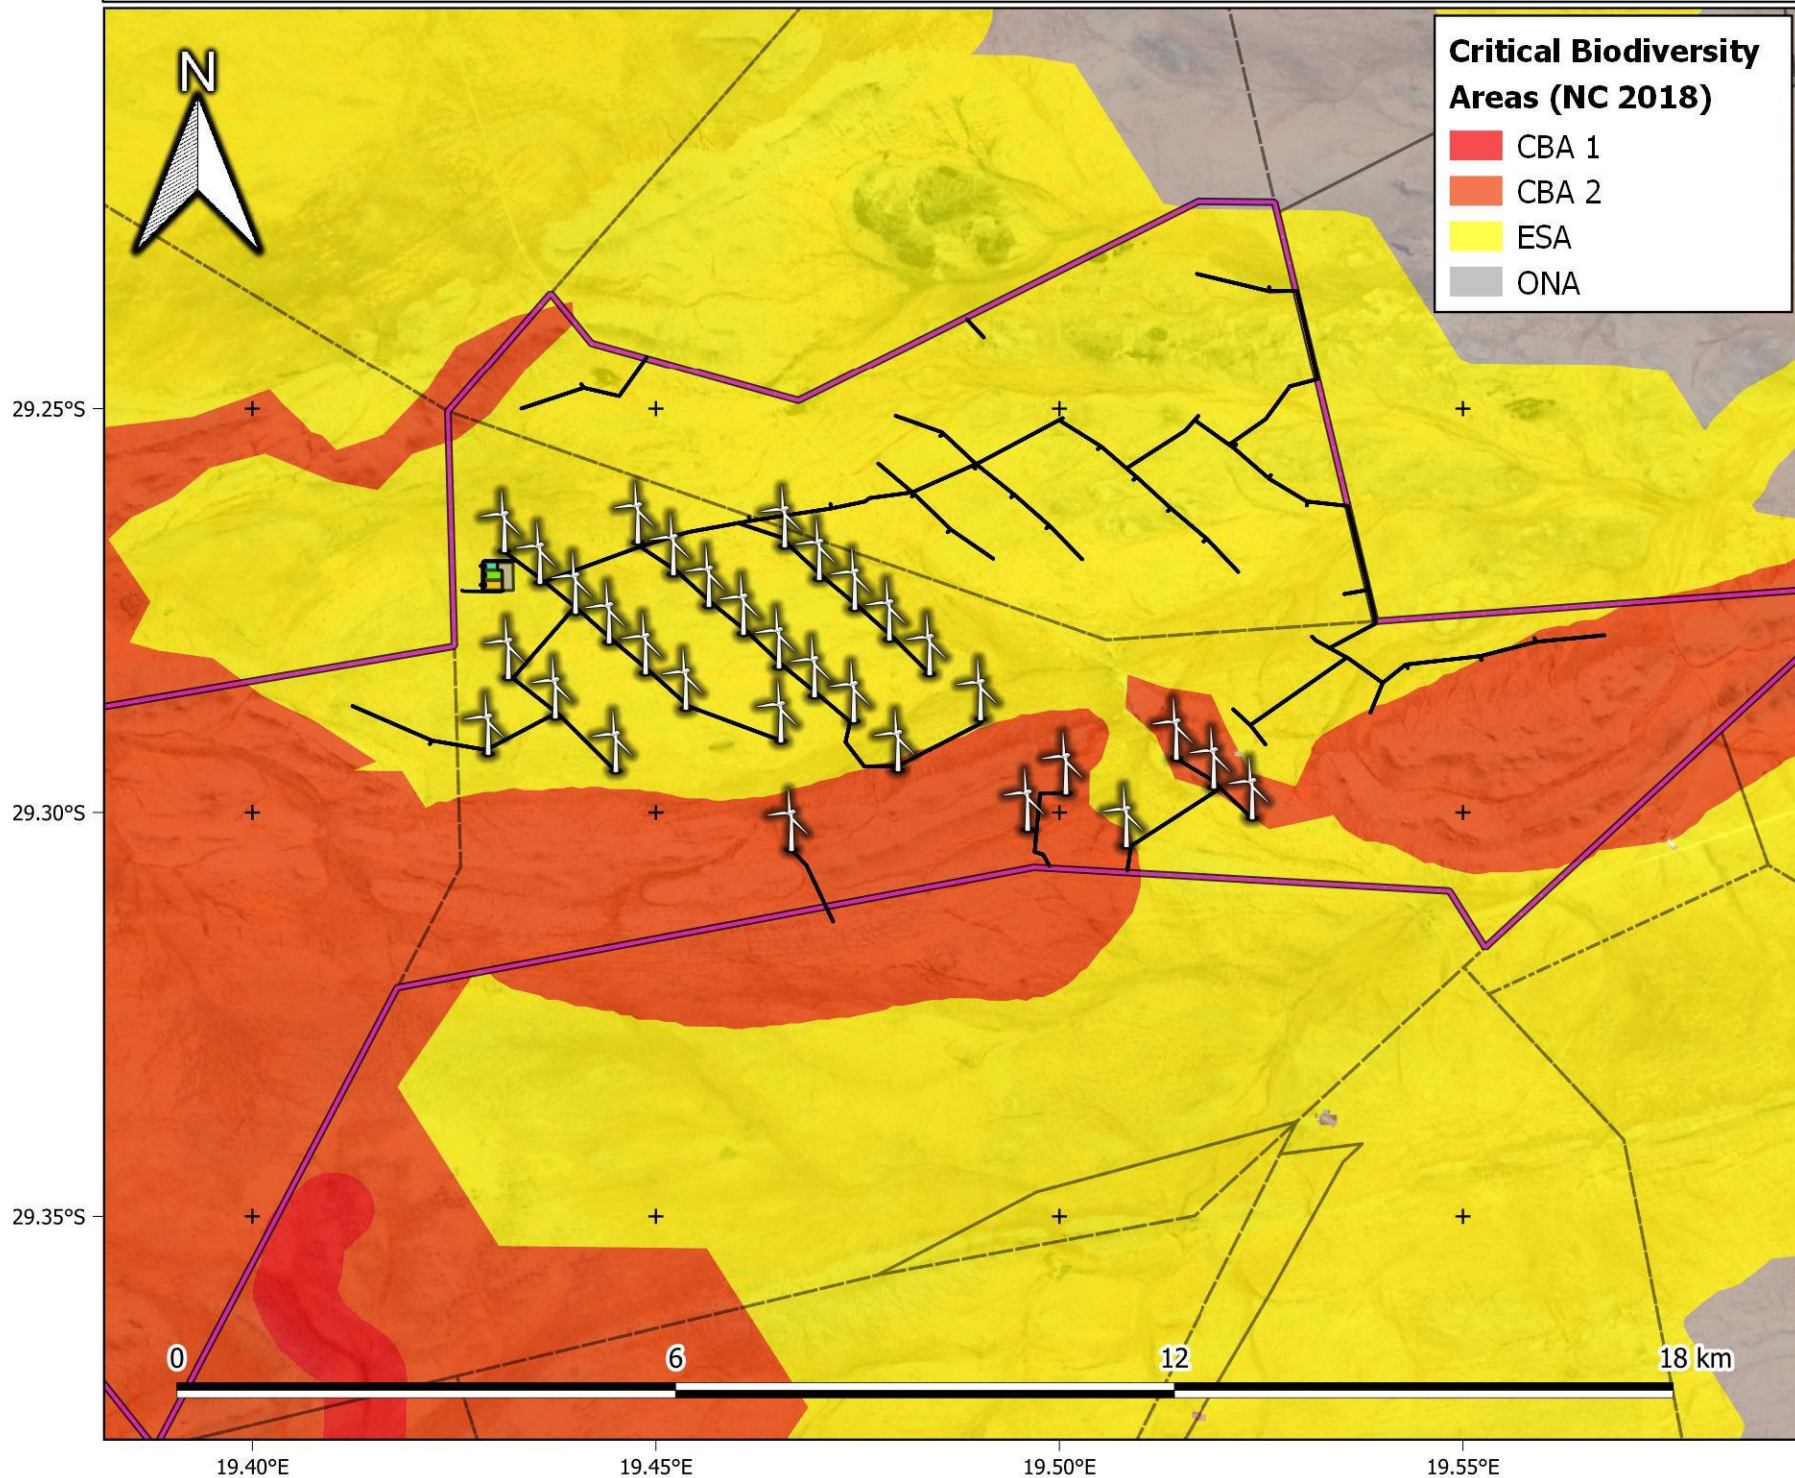 N
Critical Biodiversity
Areas (NC 2018)
CBA 1
CBA 2
ESA
ONA
29.25°S
29.30°S
29.35°S
0 6 12 18 km
19.40°E 19.45°E 19.50°E 19.55°E